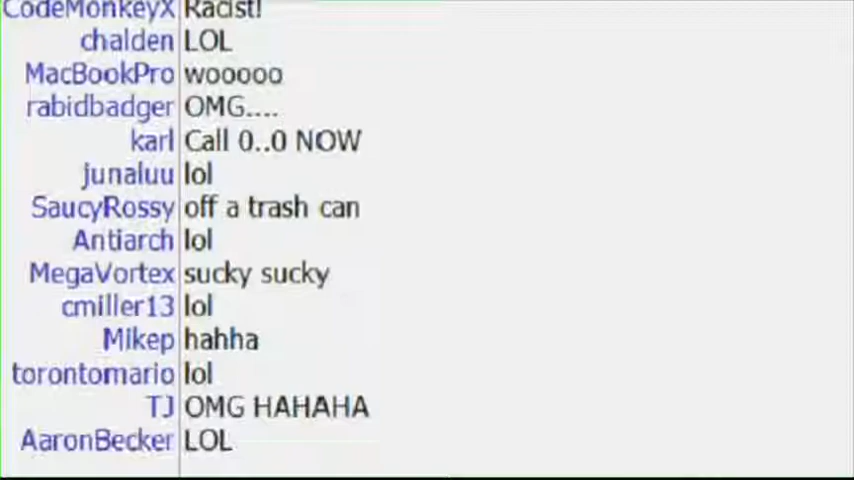 CodeMonkeyX Racist!
chalden LOL
MacBookPro wooooo
rabidbadger OMG....
karl Call 0..0 NOW
junaluu lol
SaucyRossy off a trash can
Antiarch lol
MegaVortex sucky sucky
cmiller13 lol
Mikep hahha
torontomario lol
TJ OMG HAHAHA
AaronBecker LOL